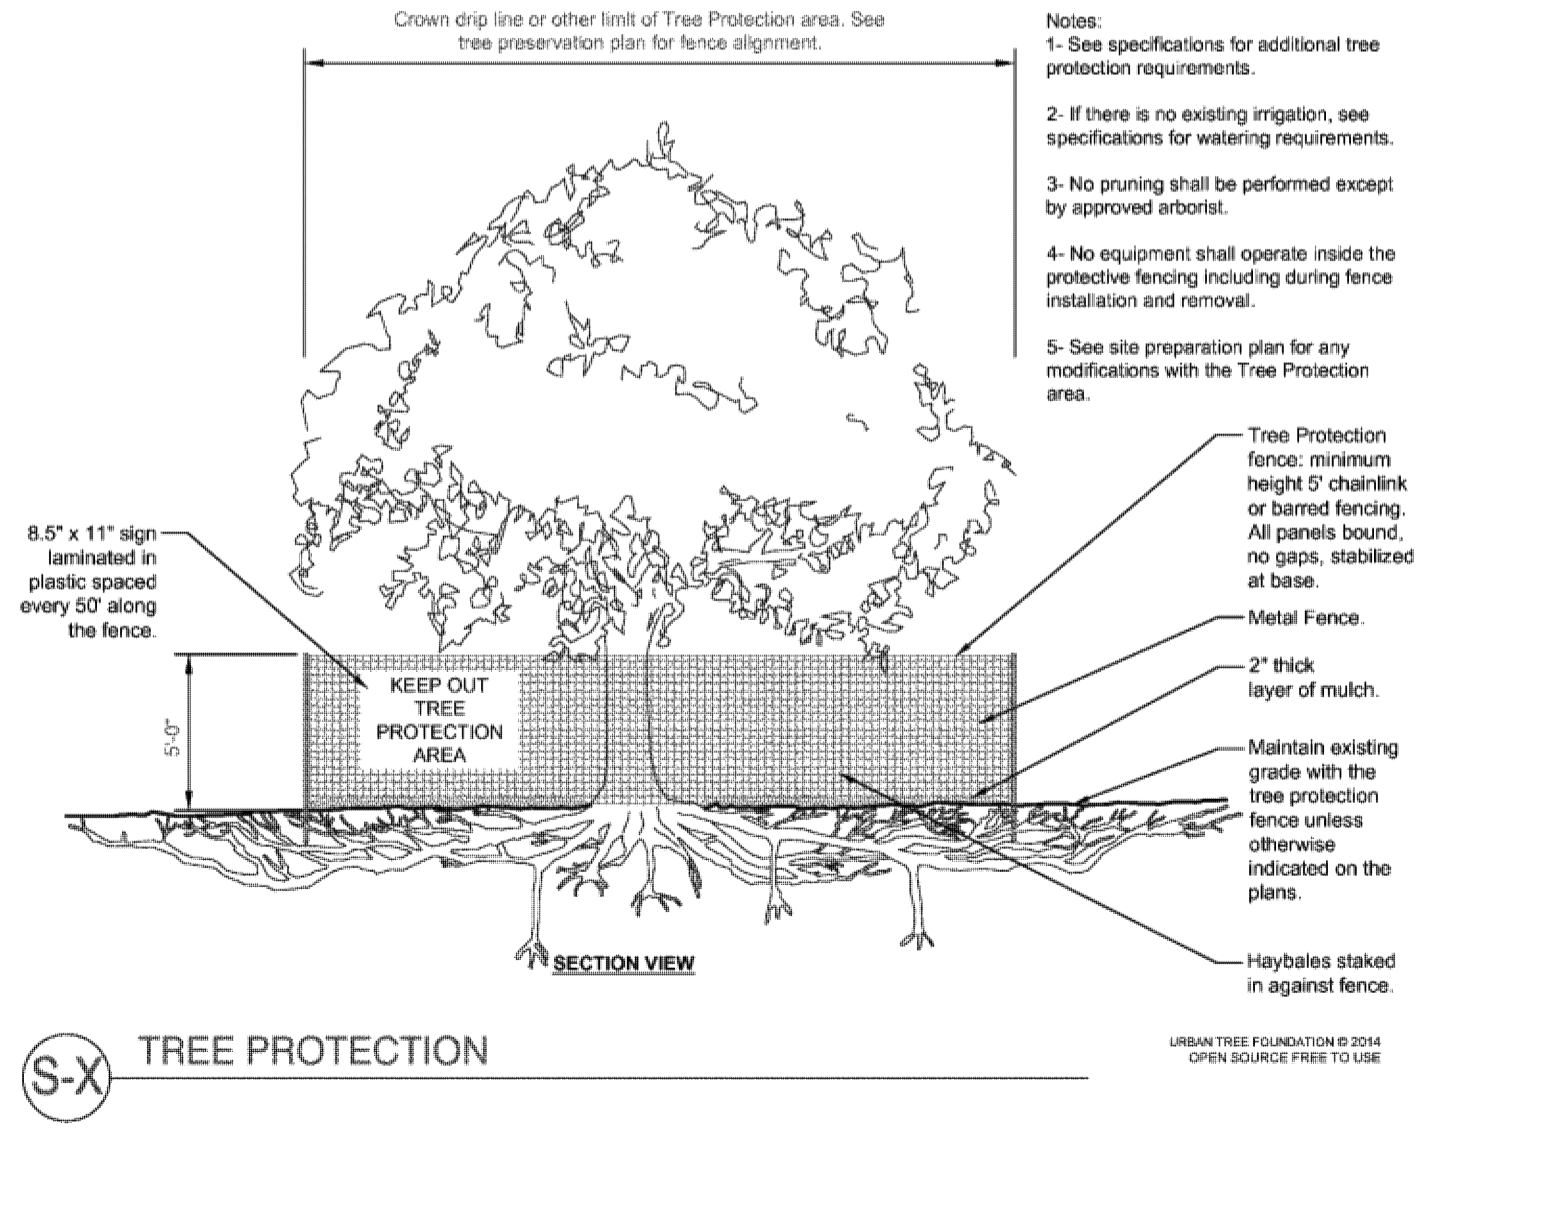 Crown drip line or other limit of Tree Protection area. See
tree preservation plan for fence alignment.
Notes:
1- See specifications for additional tree
protection requirements.
2- If there is no existing irrigation, see
specifications for watering requirements.
3- No pruning shall be performed except
by approved arborist.
4- No equipment shall operate inside the
protective fencing including during fence
installation and removal.
5- See site preparation plan for any
modifications with the Tree Protection
area.
Tree Protection
fence: minimum
height 5' chainlink
or barred fencing.
All panels bound,
no gaps, stabilized
at base.
8.5" x 11" sign
laminated in
plastic spaced
every 50' along
the fence.
Metal Fence.
2" thick
layer of mulch.
KEEP OUT
TREE
PROTECTION
AREA
5'-0"
Maintain existing
grade with the
tree protection
fence unless
otherwise
indicated on the
plans.
Haybales staked
in against fence.
SECTION VIEW
S-X
TREE PROTECTION
URBAN TREE FOUNDATION © 2014
OPEN SOURCE FREE TO USE